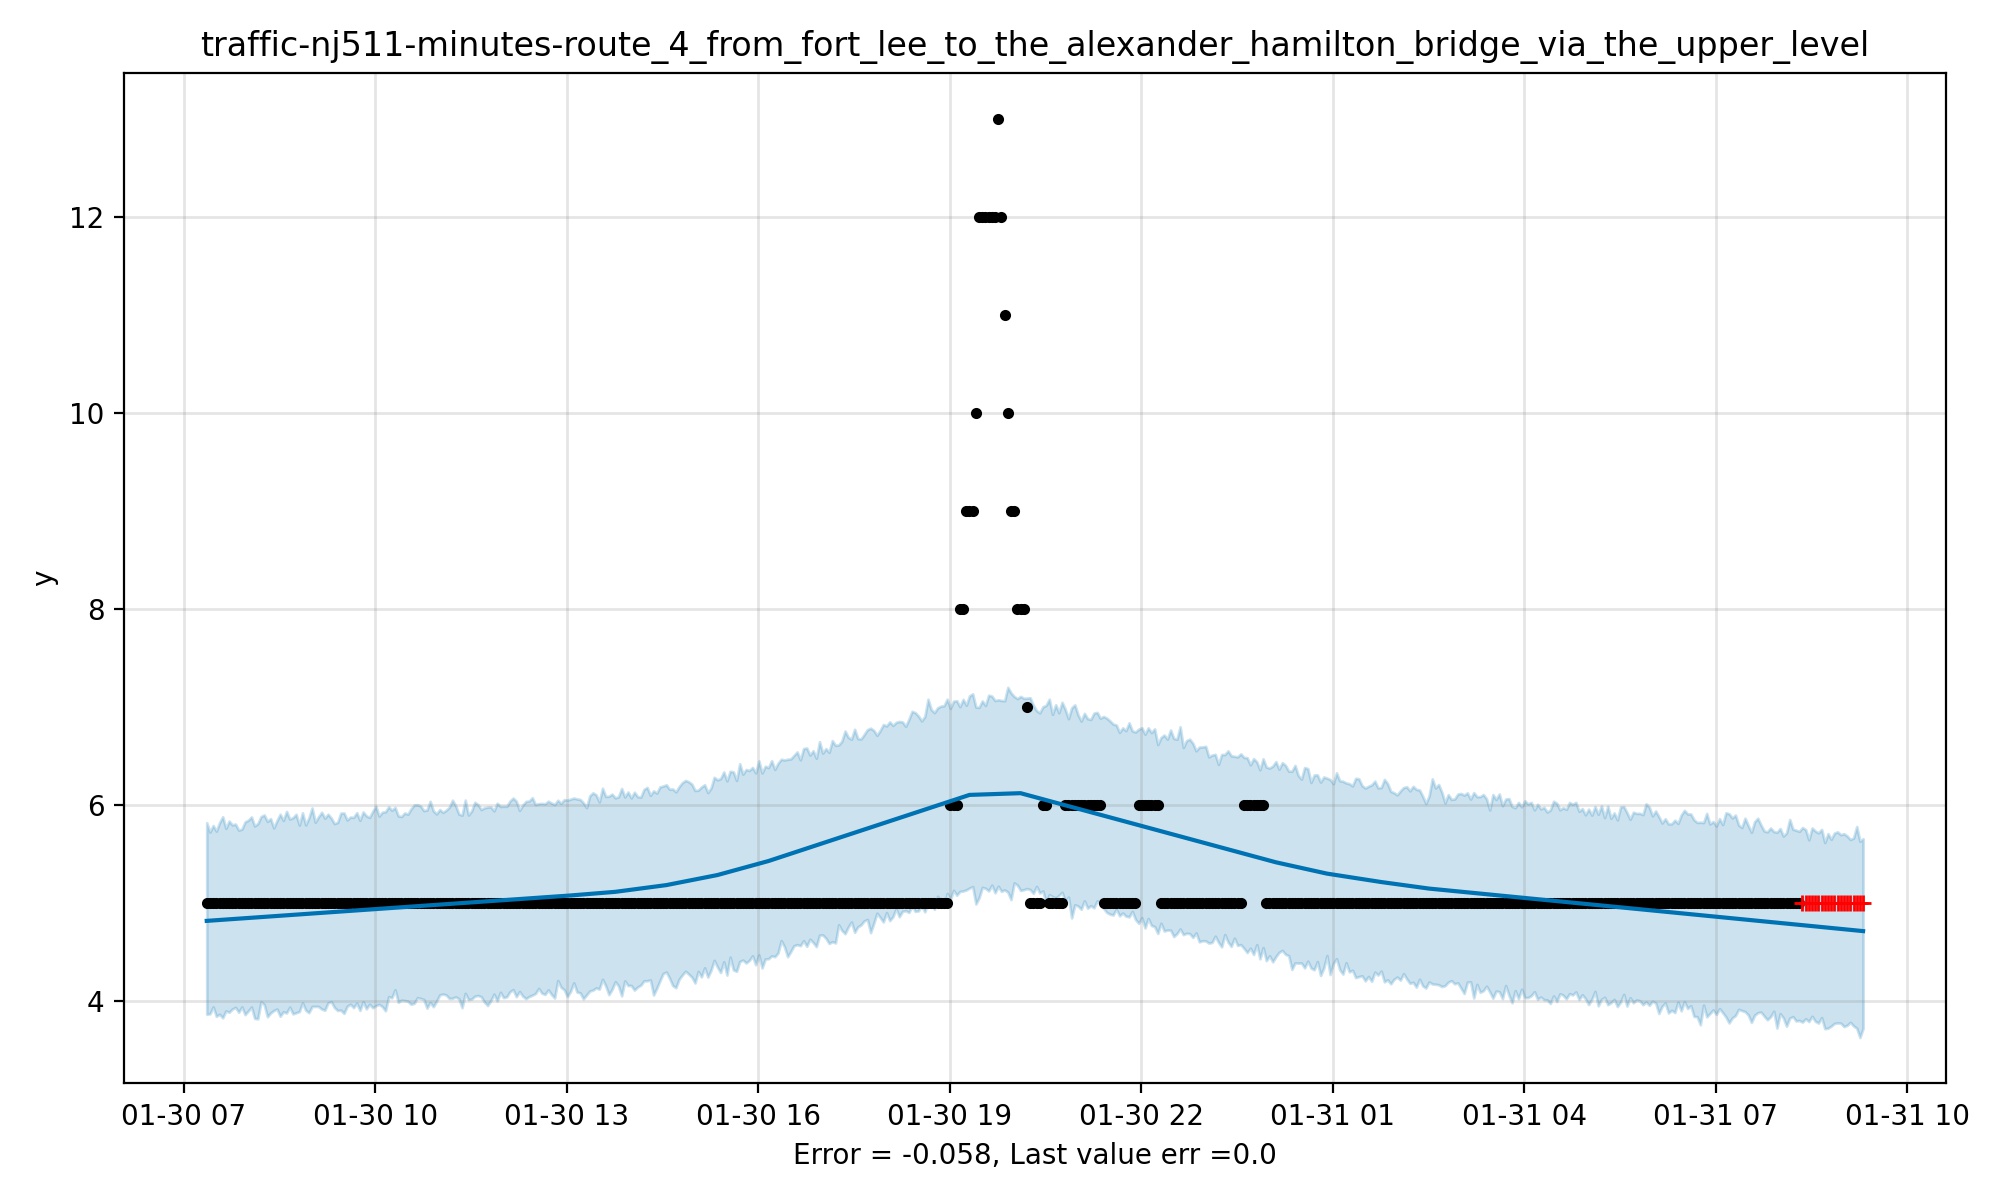 traffic-nj511-minutes-route_4_from_fort_lee_to_the_alexander_hamilton_bridge_via_the_upper_level
12
10
8
6
4
y
01-30 07 01-30 10 01-30 13 01-30 16 01-30 19 01-30 22 01-31 01 01-31 04 01-31 07 01-31 10
Error = -0.058, Last value err =0.0